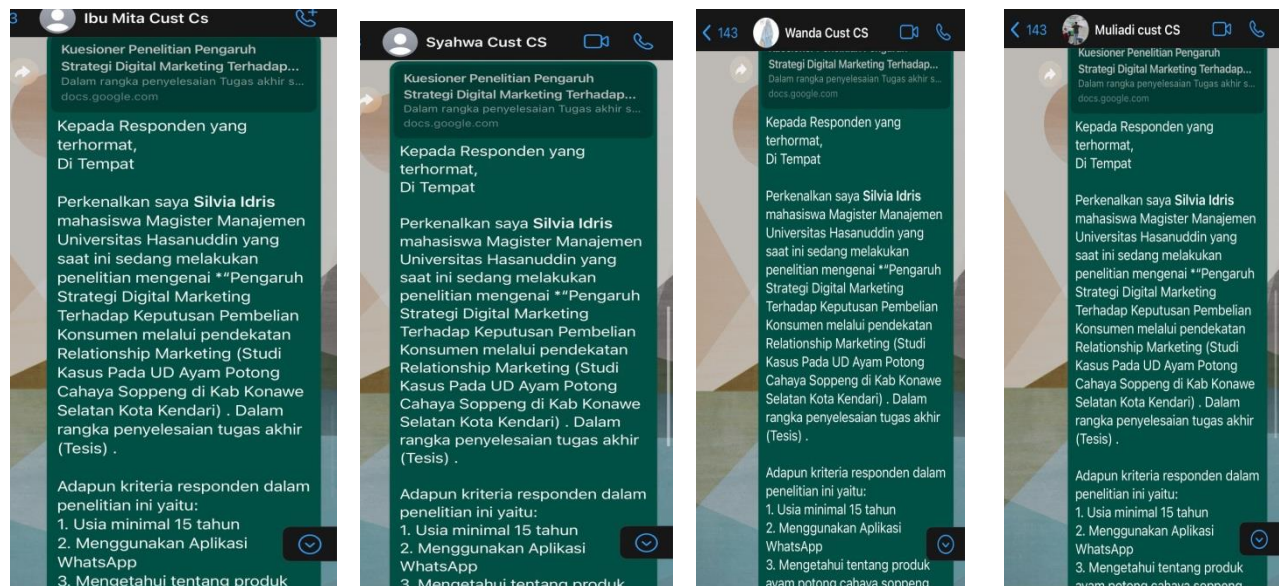 3
Ibu Mita Cust Cs
Kuesioner Penelitian Pengaruh
Strategi Digital Marketing Terhadap...
Dalam rangka penyelesaian Tugas akhir s...
docs.google.com
Kepada Responden yang
terhormat,
Di Tempat
Perkenalkan saya Silvia Idris
mahasiswa Magister Manajemen
Universitas Hasanuddin yang
saat ini sedang melakukan
penelitian mengenai *"Pengaruh
Strategi Digital Marketing
Terhadap Keputusan Pembelian
Konsumen melalui pendekatan
Relationship Marketing (Studi
Kasus Pada UD Ayam Potong
Cahaya Soppeng di Kab Konawe
Selatan Kota Kendari) . Dalam
rangka penyelesaian tugas akhir
(Tesis) .
Adapun kriteria responden dalam
penelitian ini yaitu:
1. Usia minimal 15 tahun
2. Menggunakan Aplikasi
WhatsApp
3. Mengetahui tentang produk
Syahwa Cust CS
Kuesioner Penelitian Pengaruh
Strategi Digital Marketing Terhadap...
Dalam rangka penyelesaian Tugas akhir s...
docs.google.com
Kepada Responden yang
terhormat,
Di Tempat
Perkenalkan saya Silvia Idris
mahasiswa Magister Manajemen
Universitas Hasanuddin yang
saat ini sedang melakukan
penelitian mengenai *"Pengaruh
Strategi Digital Marketing
Terhadap Keputusan Pembelian
Konsumen melalui pendekatan
Relationship Marketing (Studi
Kasus Pada UD Ayam Potong
Cahaya Soppeng di Kab Konawe
Selatan Kota Kendari) . Dalam
rangka penyelesaian tugas akhir
(Tesis) .
Adapun kriteria responden dalam
penelitian ini yaitu:
1. Usia minimal 15 tahun
2. Menggunakan Aplikasi
WhatsApp
3. Mengetahui tentang produk
143
Wanda Cust CS
Strategi Digital Marketing Terhadap...
Dalam rangka penyelesaian Tugas akhir s...
docs.google.com
Kepada Responden yang
terhormat,
Di Tempat
Perkenalkan saya Silvia Idris
mahasiswa Magister Manajemen
Universitas Hasanuddin yang
saat ini sedang melakukan
penelitian mengenai *"Pengaruh
Strategi Digital Marketing
Terhadap Keputusan Pembelian
Konsumen melalui pendekatan
Relationship Marketing (Studi
Kasus Pada UD Ayam Potong
Cahaya Soppeng di Kab Konawe
Selatan Kota Kendari) . Dalam
rangka penyelesaian tugas akhir
(Tesis) .
Adapun kriteria responden dalam
penelitian ini yaitu:
1. Usia minimal 15 tahun
2. Menggunakan Aplikasi
WhatsApp
3. Mengetahui tentang produk
ayam potong cahaya soppeng
143
Muliadi cust CS
Kuesioner Penelitian Pengaruh
Strategi Digital Marketing Terhadap...
Dalam rangka penyelesaian Tugas akhir s...
docs.google.com
Kepada Responden yang
terhormat,
Di Tempat
Perkenalkan saya Silvia Idris
mahasiswa Magister Manajemen
Universitas Hasanuddin yang
saat ini sedang melakukan
penelitian mengenai *"Pengaruh
Strategi Digital Marketing
Terhadap Keputusan Pembelian
Konsumen melalui pendekatan
Relationship Marketing (Studi
Kasus Pada UD Ayam Potong
Cahaya Soppeng di Kab Konawe
Selatan Kota Kendari) . Dalam
rangka penyelesaian tugas akhir
(Tesis) .
Adapun kriteria responden dalam
penelitian ini yaitu:
1. Usia minimal 15 tahun
2. Menggunakan Aplikasi
WhatsApp
3. Mengetahui tentang produk
ayam potong cahaya soppeng